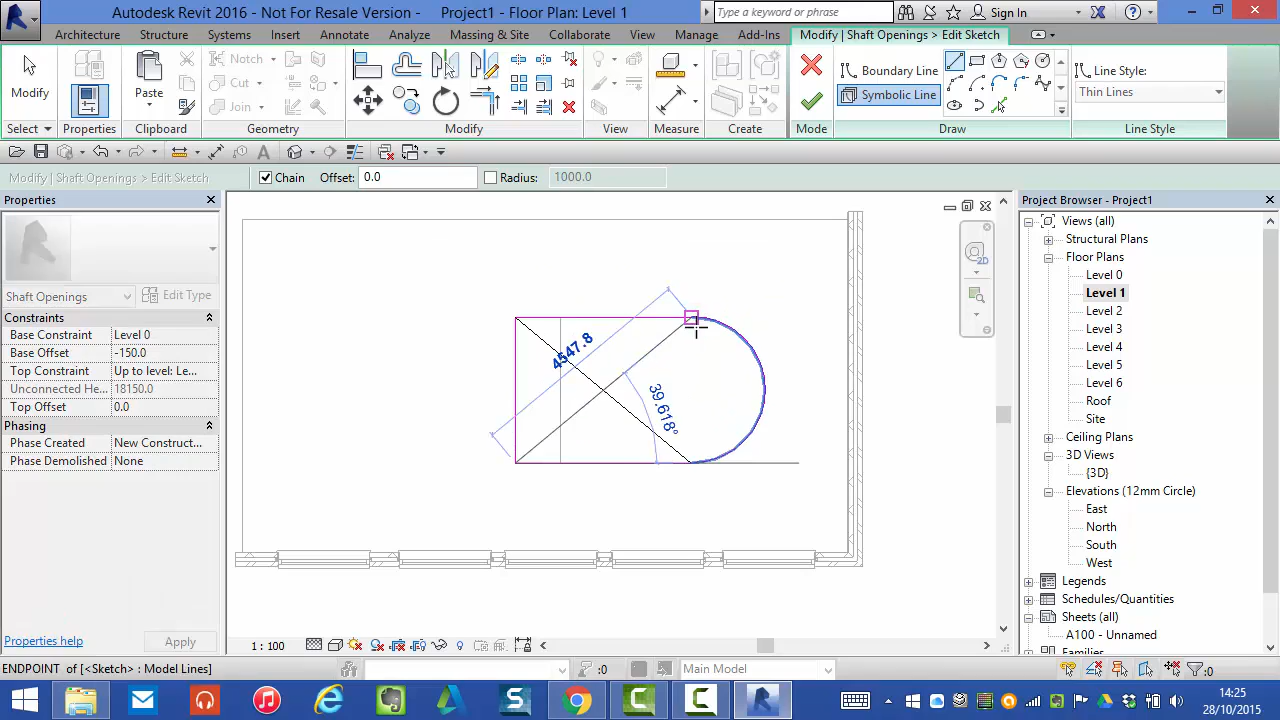 Autodesk Revit 2016 - Not For Resale Version - Project1 - Floor Plan: Level 1
Type a keyword or phrase
Sign In
Architecture Structure Systems Insert Annotate Analyze Massing & Site Collaborate View Manage Add-Ins Modify | Shaft Openings > Edit Sketch
Modify
Paste
Notch
Cut
Join
Boundary Line
Symbolic Line
Line Style:
Thin Lines
Select Properties Clipboard Geometry Modify View Measure Create Mode Draw Line Style
Modify | Shaft Openings > Edit Sketch
Chain Offset: 0.0 Radius: 1000.0
Properties
Shaft Openings Edit Type
Constraints
Base Constraint Level 0
Base Offset -150.0
Top Constraint Up to level: Le...
Unconnected He... 18150.0
Top Offset 0.0
Phasing
Phase Created New Construct...
Phase Demolished None
Properties help Apply
4547.8
39.618°
2D
Project Browser - Project1
Views (all)
Structural Plans
Floor Plans
Level 0
Level 1
Level 2
Level 3
Level 4
Level 5
Level 6
Roof
Site
Ceiling Plans
3D Views
{3D}
Elevations (12mm Circle)
East
North
South
West
Legends
Schedules/Quantities
Sheets (all)
A100 - Unnamed
Families
1 : 100
ENDPOINT of [<Sketch> : Model Lines]
:0
Main Model
:0
14:25
28/10/2015